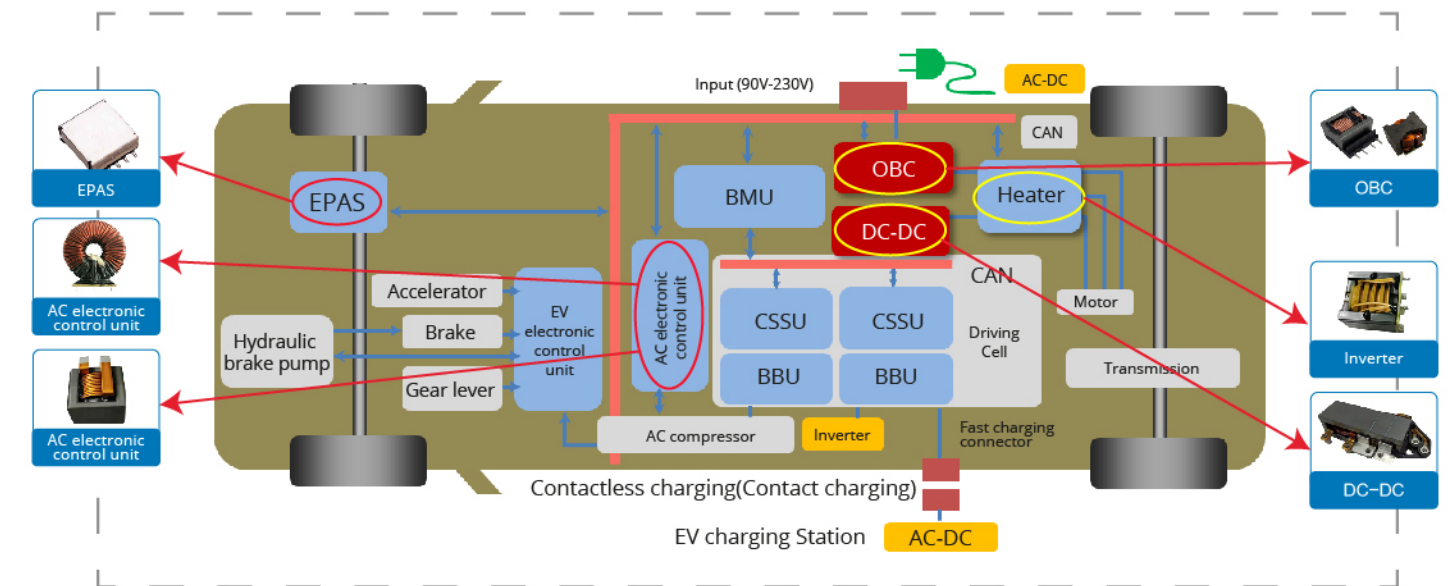 Input (90V-230V)
AC-DC
CAN
EPAS
OBC
EPAS
OBC
BMU
Heater
DC-DC
AC electronic
control unit
AC electronic
control unit
Accelerator
EV
electronic
control
unit
Brake
Hydraulic
brake pump
Gear lever
CAN
CSSU
CSSU
Driving
Cell
BBU
BBU
Motor
Transmission
Inverter
AC compressor
Inverter
Fast charging
connector
AC electronic
control unit
DC-DC
Contactless charging(Contact charging)
EV charging Station
AC-DC